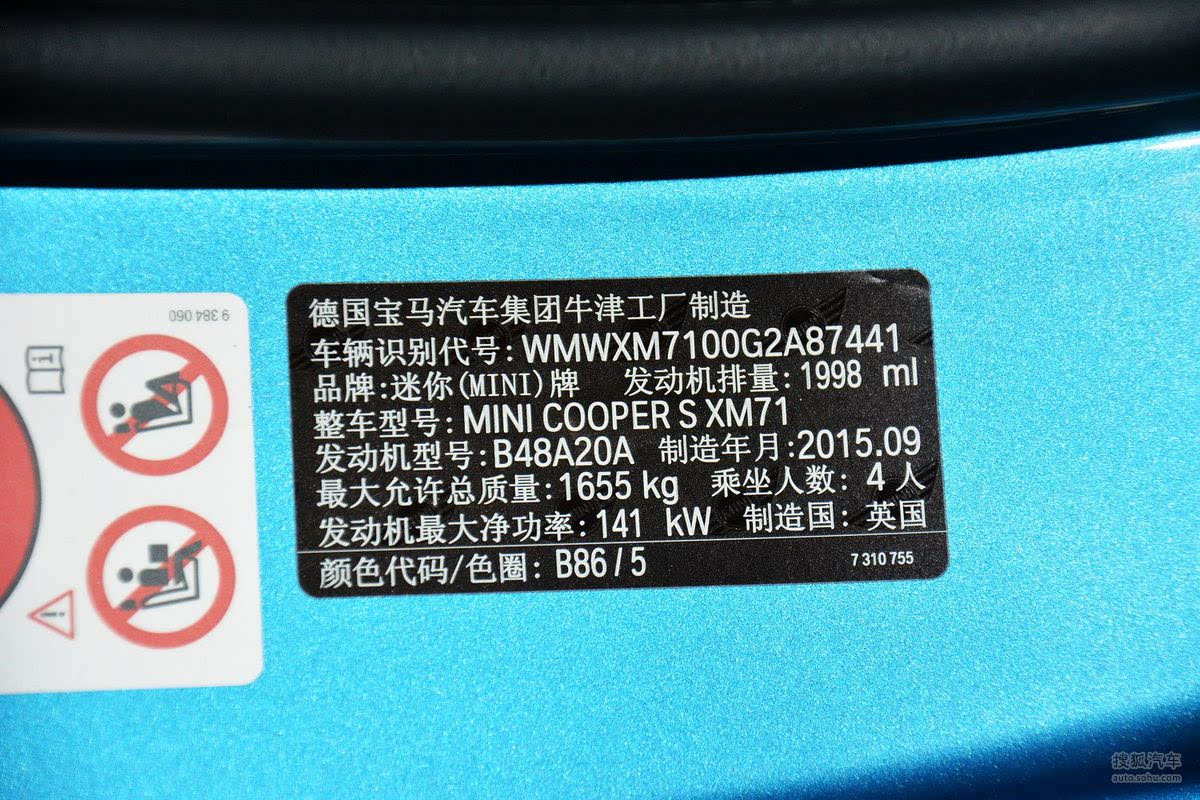 9 384 060
德国宝马汽车集团牛津工厂制造
车辆识别代号: WMWXM7100G2A87441
品牌:迷你(MINI)牌 发动机排量: 1998 ml
整车型号: MINI COOPER S XM71
发动机型号: B48A20A 制造年月:2015.09
最大允许总质量: 1655 kg 乘坐人数: 4 人
发动机最大净功率: 141 kW 制造国: 英国
颜色代码/色圈: B86 / 5 7 310 755
搜狐汽车
auto.sohu.com